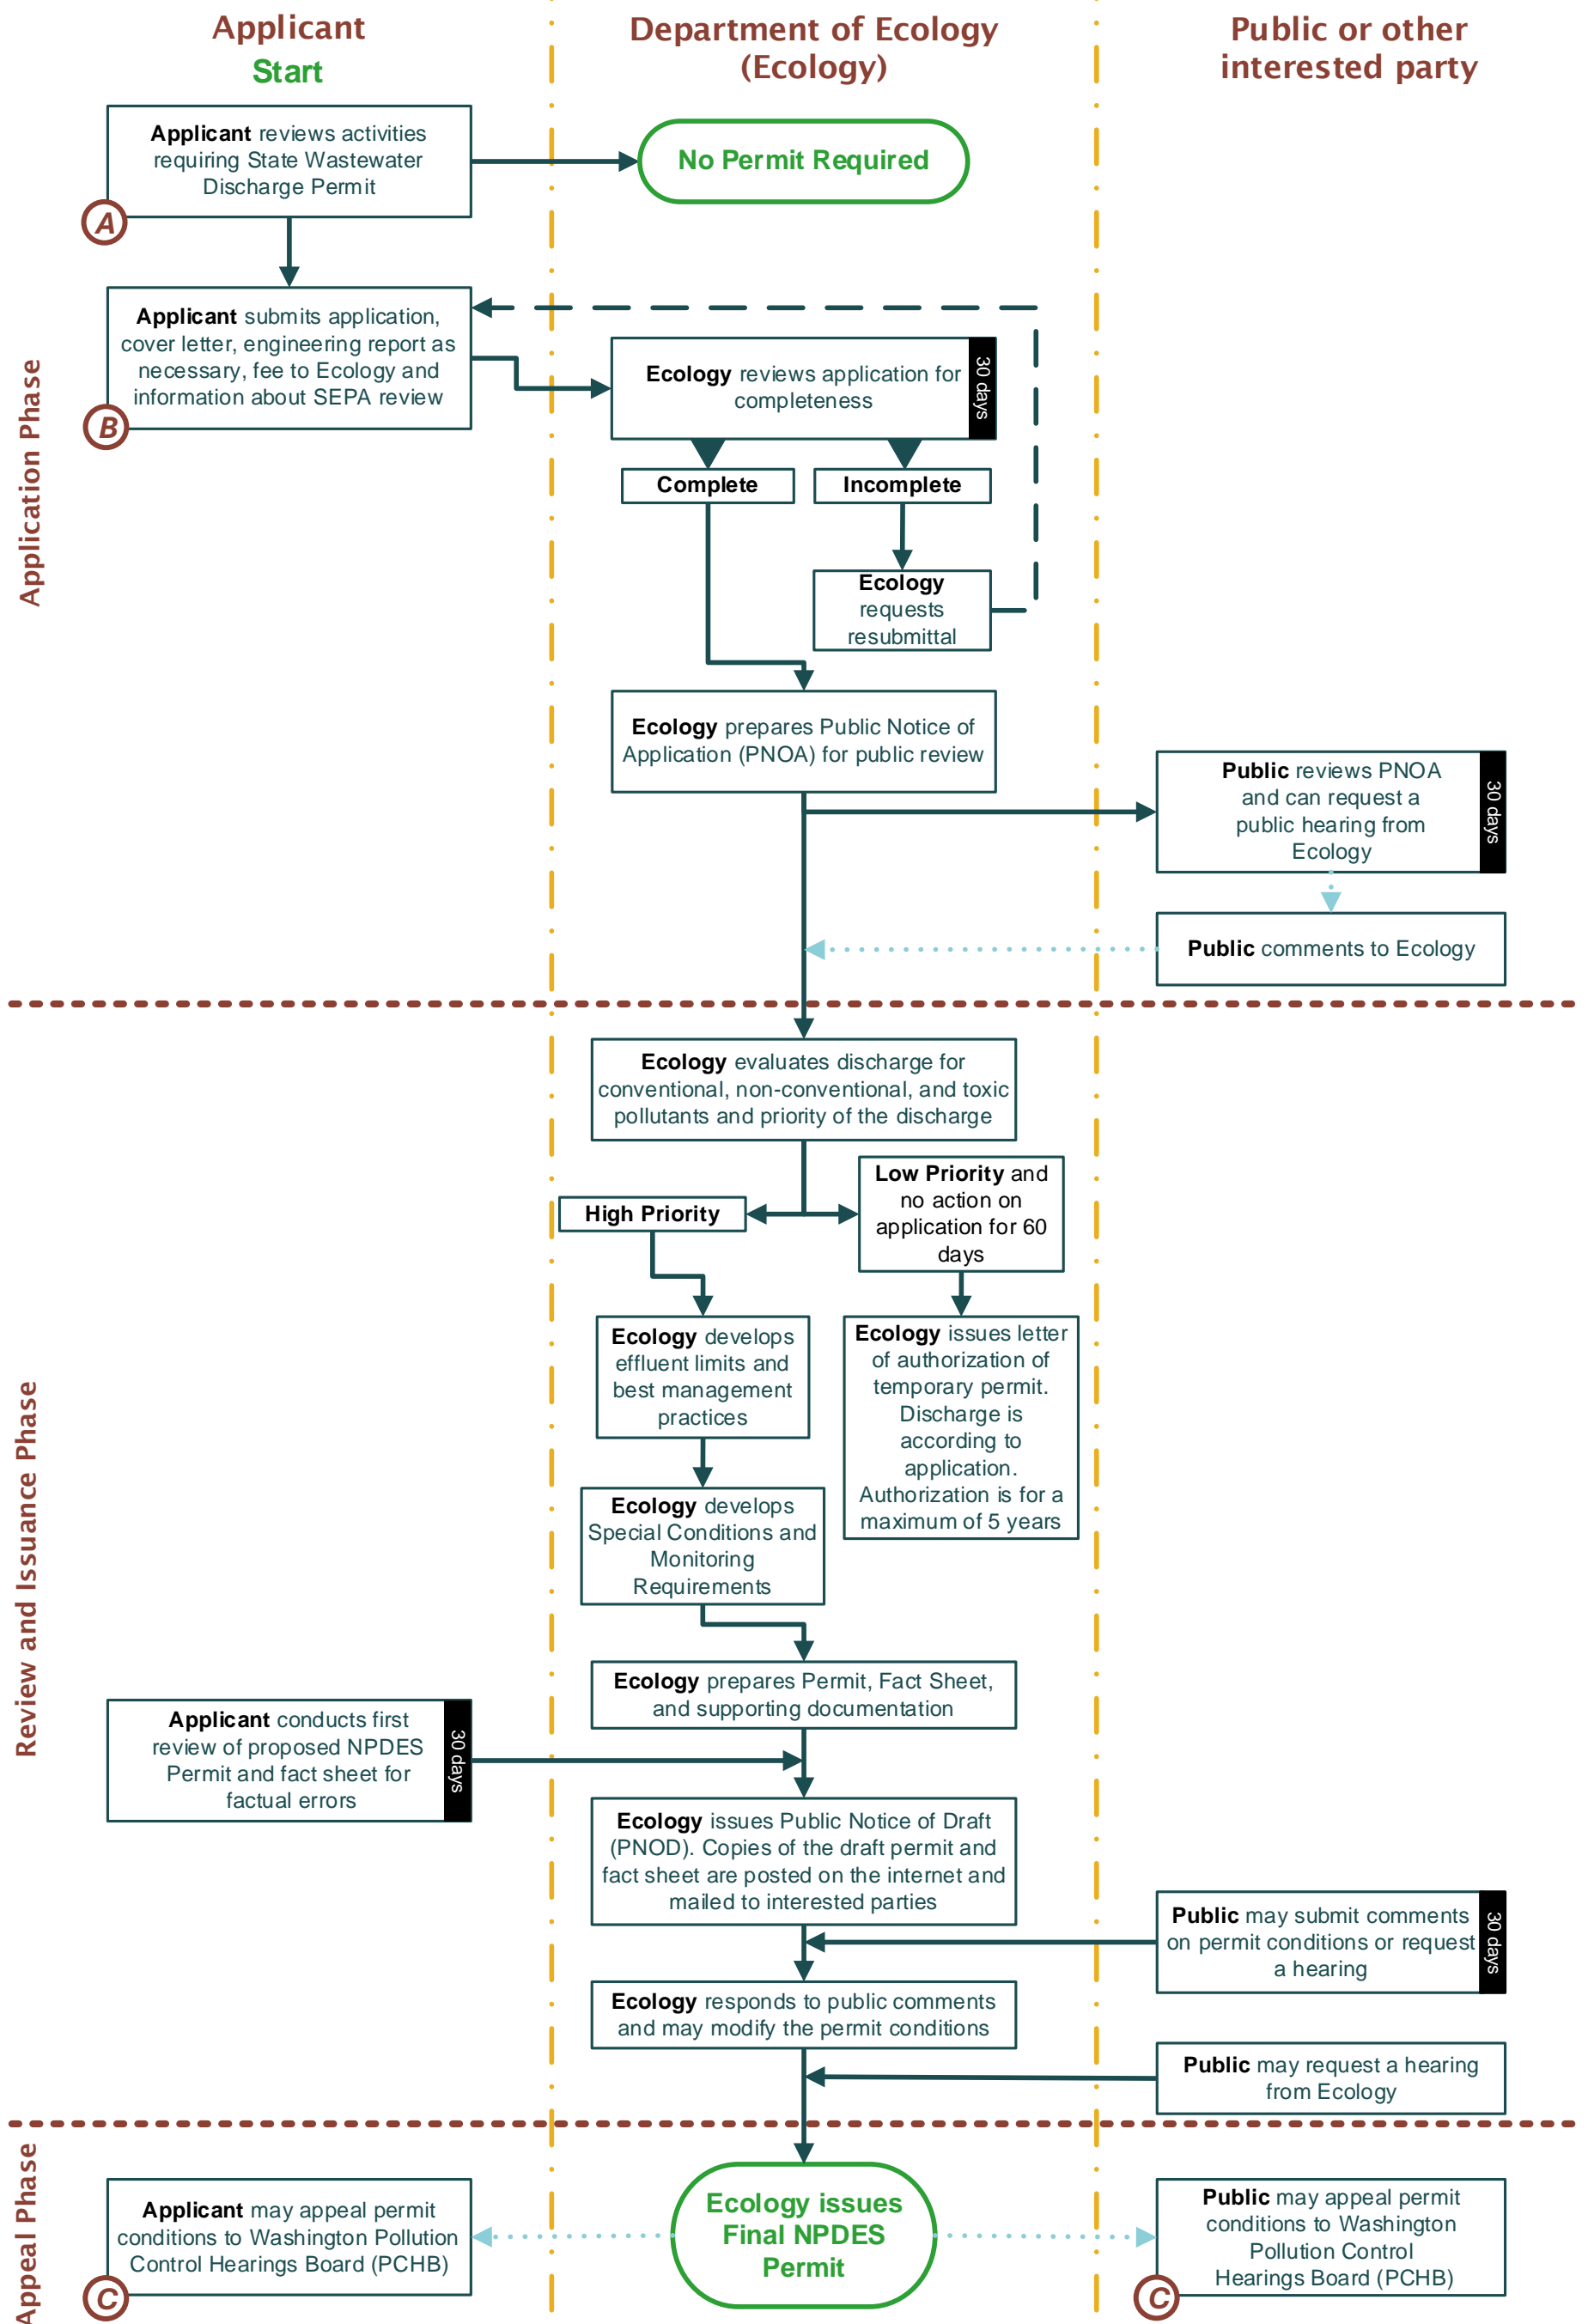 Applicant
Start
Department of Ecology
(Ecology)
Public or other
interested party
Applicant reviews activities
requiring State Wastewater
Discharge Permit
A
No Permit Required
Application Phase
Applicant submits application,
cover letter, engineering report as
necessary, fee to Ecology and
information about SEPA review
B
Ecology reviews application for
completeness
30 days
Complete
Incomplete
Ecology
requests
resubmittal
Ecology prepares Public Notice of
Application (PNOA) for public review
Public reviews PNOA
and can request a
public hearing from
Ecology
30 days
Public comments to Ecology
Review and Issuance Phase
Ecology evaluates discharge for
conventional, non-conventional, and toxic
pollutants and priority of the discharge
High Priority
Low Priority and
no action on
application for 60
days
Ecology develops
effluent limits and
best management
practices
Ecology issues letter
of authorization of
temporary permit.
Discharge is
according to
application.
Authorization is for a
maximum of 5 years
Ecology develops
Special Conditions and
Monitoring
Requirements
Ecology prepares Permit, Fact Sheet,
and supporting documentation
Applicant conducts first
review of proposed NPDES
Permit and fact sheet for
factual errors
30 days
Ecology issues Public Notice of Draft
(PNOD). Copies of the draft permit and
fact sheet are posted on the internet and
mailed to interested parties
Public may submit comments
on permit conditions or request
a hearing
30 days
Ecology responds to public comments
and may modify the permit conditions
Public may request a hearing
from Ecology
Appeal Phase
Applicant may appeal permit
conditions to Washington Pollution
Control Hearings Board (PCHB)
C
Ecology issues
Final NPDES
Permit
Public may appeal permit
conditions to Washington
Pollution Control
Hearings Board (PCHB)
C